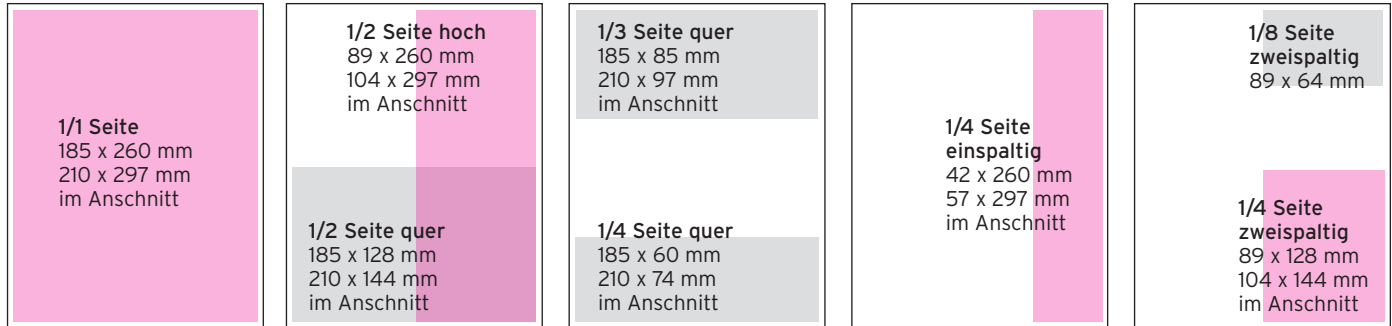 1/1 Seite
185 x 260 mm
210 x 297 mm
im Anschnitt
1/2 Seite hoch
89 x 260 mm
104 x 297 mm
im Anschnitt
1/2 Seite quer
185 x 128 mm
210 x 144 mm
im Anschnitt
1/3 Seite quer
185 x 85 mm
210 x 97 mm
im Anschnitt
1/4 Seite quer
185 x 60 mm
210 x 74 mm
im Anschnitt
1/4 Seite
einspaltig
42 x 260 mm
57 x 297 mm
im Anschnitt
1/8 Seite
zweispaltig
89 x 64 mm
1/4 Seite
zweispaltig
89 x 128 mm
104 x 144 mm
im Anschnitt